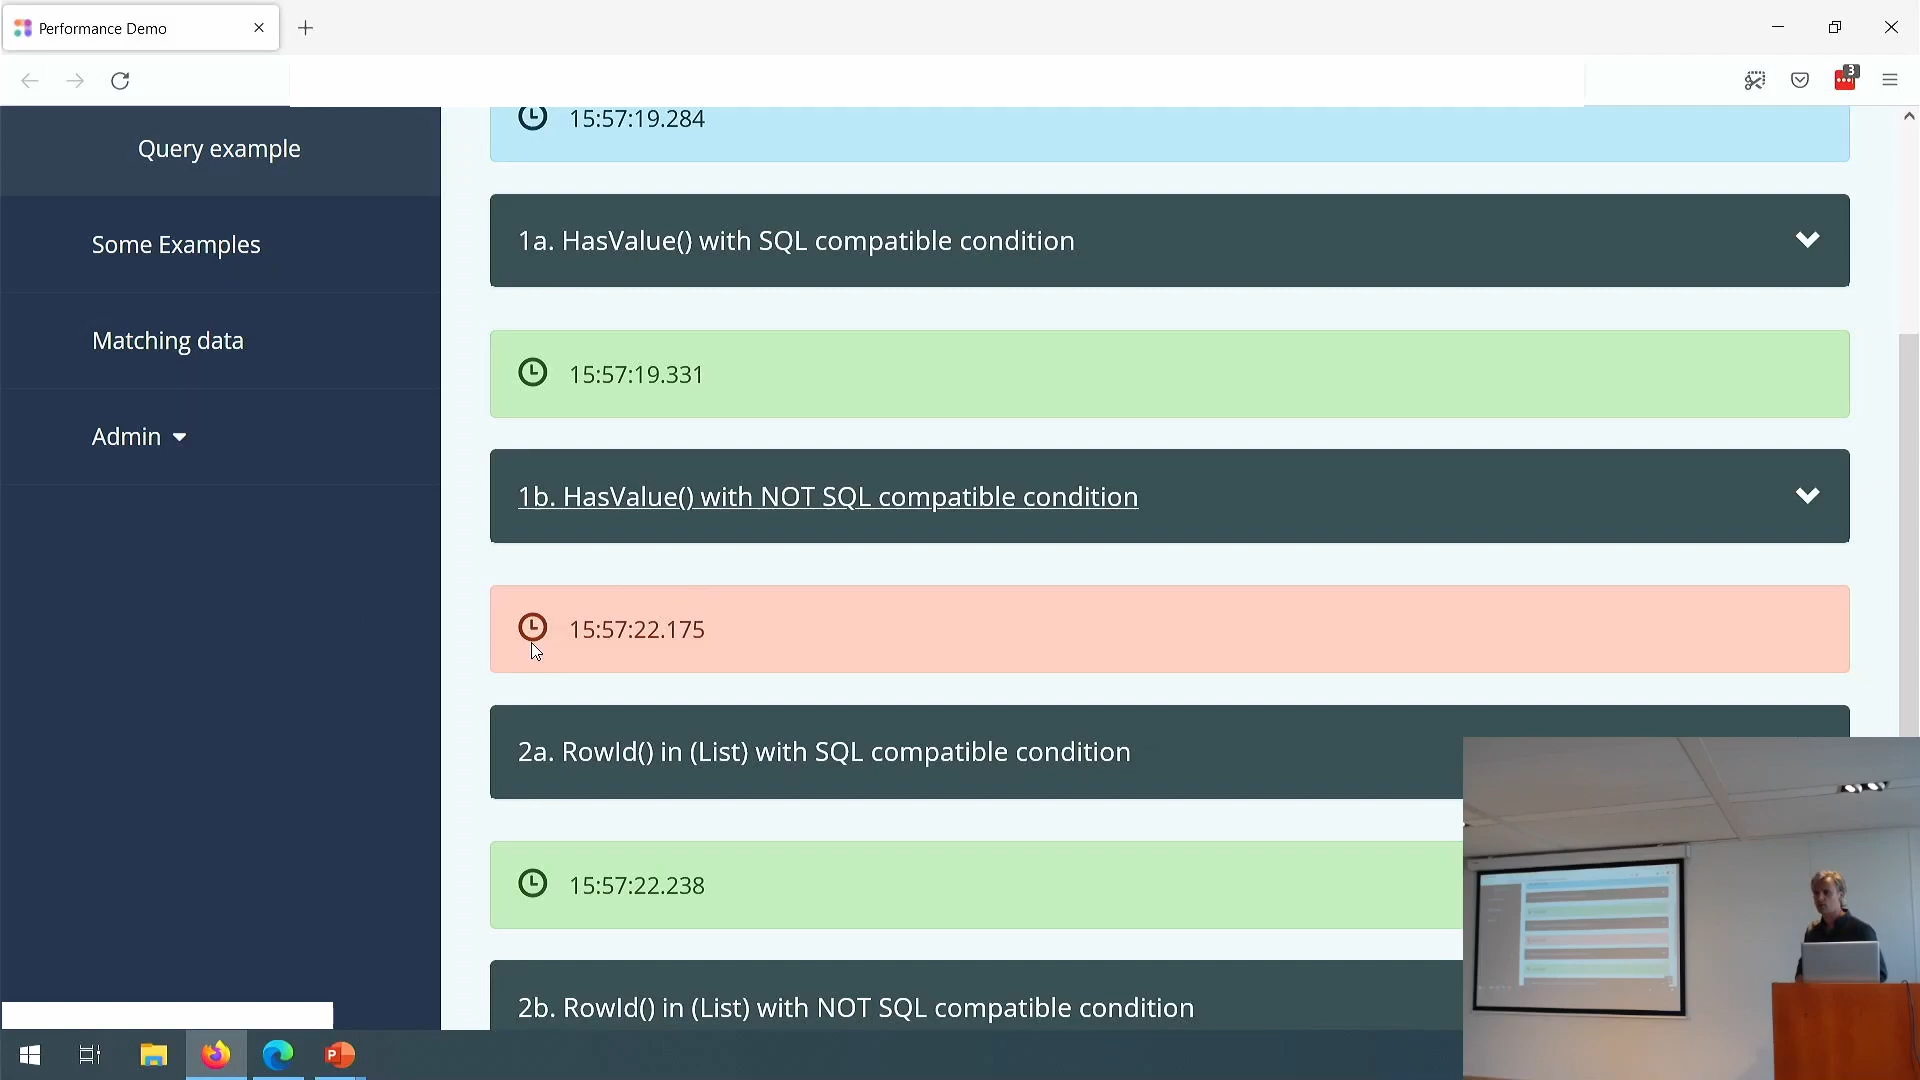 Performance Demo
3
Query example
Some Examples
Matching data
Admin
15:57:19.284
1a. HasValue() with SQL compatible condition
15:57:19.331
1b. HasValue() with NOT SQL compatible condition
15:57:22.175
2a. RowId() in (List) with SQL compatible condition
15:57:22.238
2b. RowId() in (List) with NOT SQL compatible condition